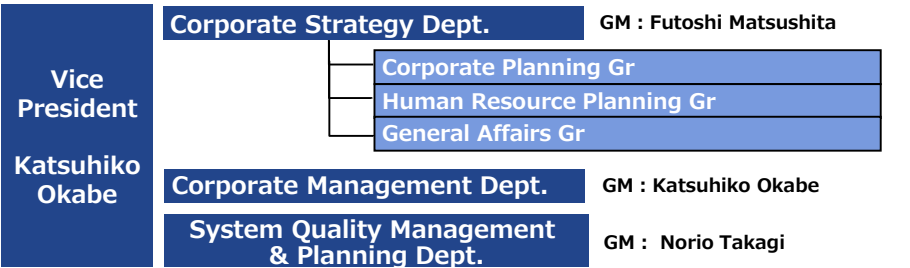 Vice
President
Katsuhiko
Okabe
Corporate Strategy Dept.
GM : Futoshi Matsushita
Corporate Planning Gr
Human Resource Planning Gr
General Affairs Gr
Corporate Management Dept.
GM : Katsuhiko Okabe
System Quality Management
& Planning Dept.
GM : Norio Takagi